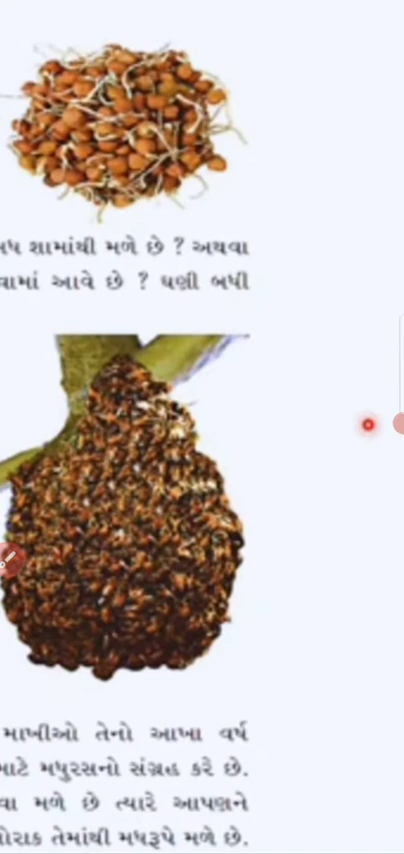 શામાંથી મળે છે ? અથવા
આવે છે ? ઘણી બધી
માખીઓ તેનો આખા વર્ષ
માટે મધુરસનો સંગ્રહ કરે છે.
મળે છે ત્યારે આપણને
તેમાંથી મધરૂપે મળે છે.